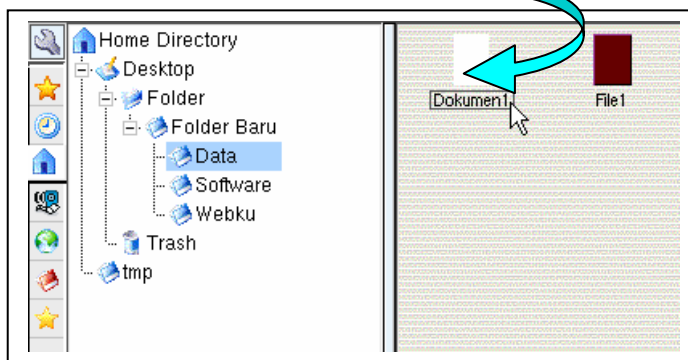 Home Directory
Desktop
Folder
Folder Baru
Data
Software
Webku
Trash
tmp
Dokumen1
File1